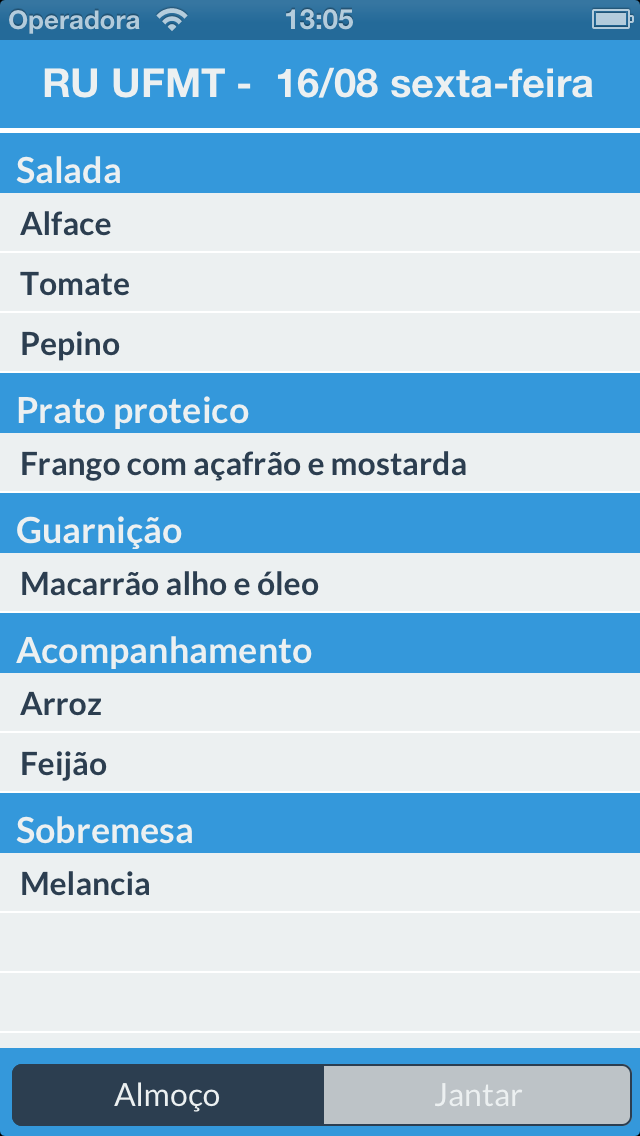 Operadora 13:05
RU UFMT - 16/08 sexta-feira
Salada
Alface
Tomate
Pepino
Prato proteico
Frango com açafrão e mostarda
Guarnição
Macarrão alho e óleo
Acompanhamento
Arroz
Feijão
Sobremesa
Melancia
Almoço Jantar